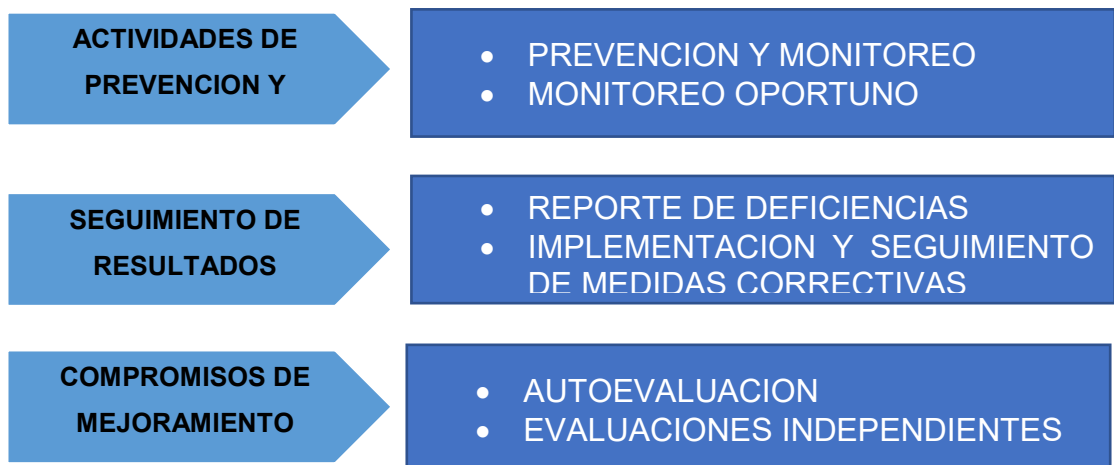 ACTIVIDADES DE
PREVENCION Y
• PREVENCION Y MONITOREO
• MONITOREO OPORTUNO
SEGUIMIENTO DE
RESULTADOS
• REPORTE DE DEFICIENCIAS
• IMPLEMENTACION Y SEGUIMIENTO
DE MEDIDAS CORRECTIVAS
COMPROMISOS DE
MEJORAMIENTO
• AUTOEVALUACION
• EVALUACIONES INDEPENDIENTES